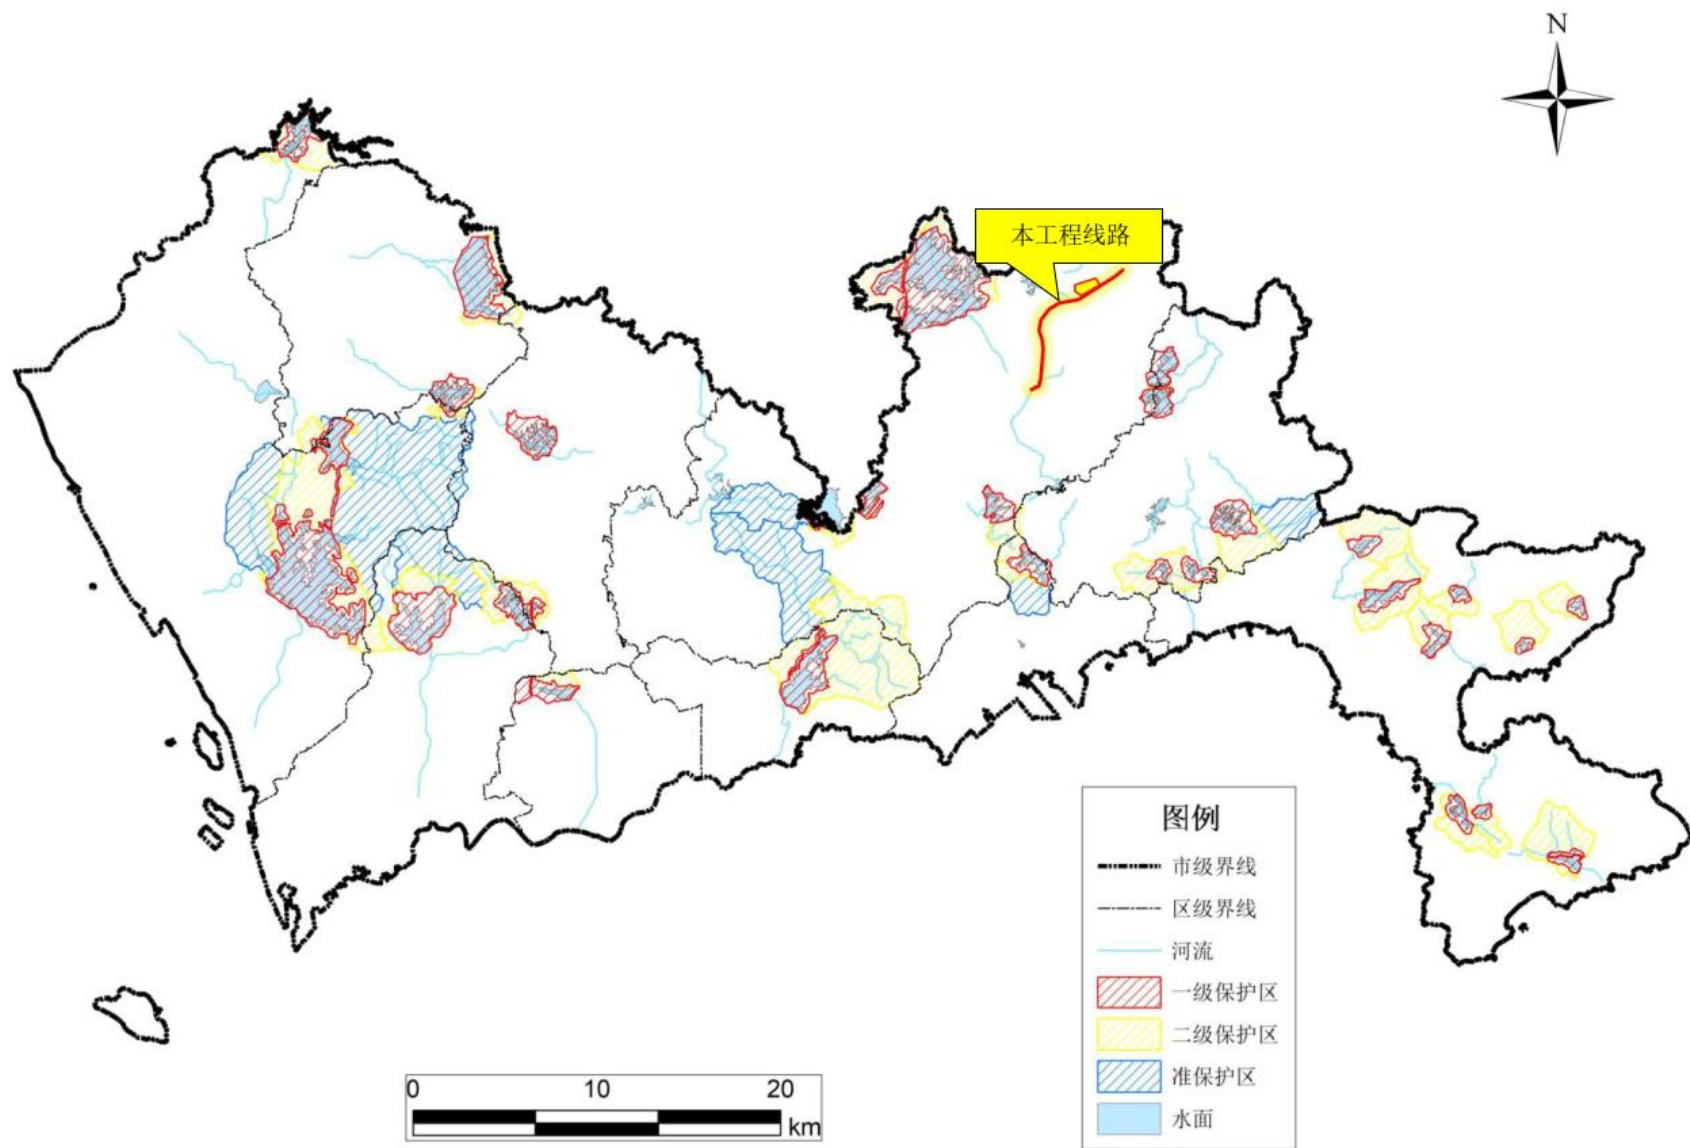 N
本工程线路
图例
市级界线
区级界线
河流
一级保护区
二级保护区
准保护区
水面
0 10 20
km